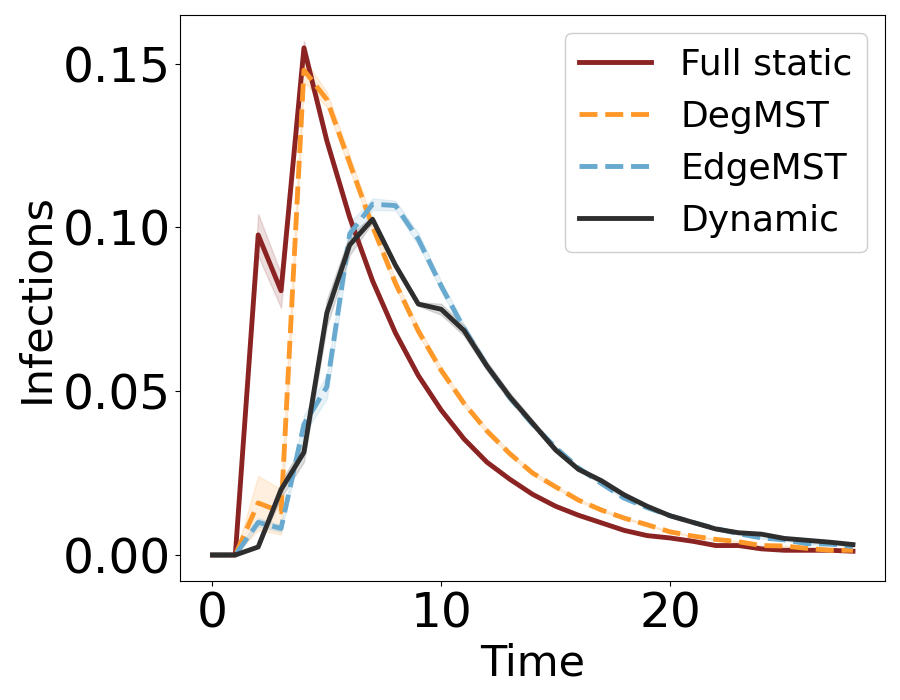 0.15
0.10
0.05
0.00
Infections
0
10
20
Time
Full static
DegMST
EdgeMST
Dynamic